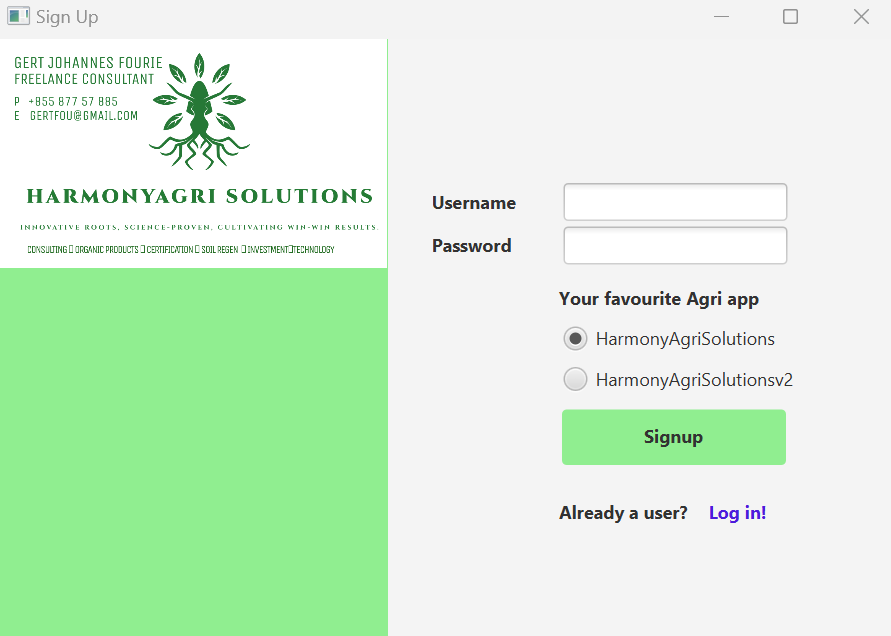 Sign Up
GERT JOHANNES FOURIE
FREELANCE CONSULTANT
P +855 877 57 885
E GERTFOU@GMAIL.COM
HARMONYAGRI SOLUTIONS
INNOVATIVE ROOTS, SCIENCE-PROVEN, CULTIVATING WIN-WIN RESULTS.
CONSULTING ▯ ORGANIC PRODUCTS ▯ CERTIFICATION ▯ SOIL REGEN ▯ INVESTMENT▯TECHNOLOGY
Username
Password
Your favourite Agri app
HarmonyAgriSolutions
HarmonyAgriSolutionsv2
Signup
Already a user? Log in!